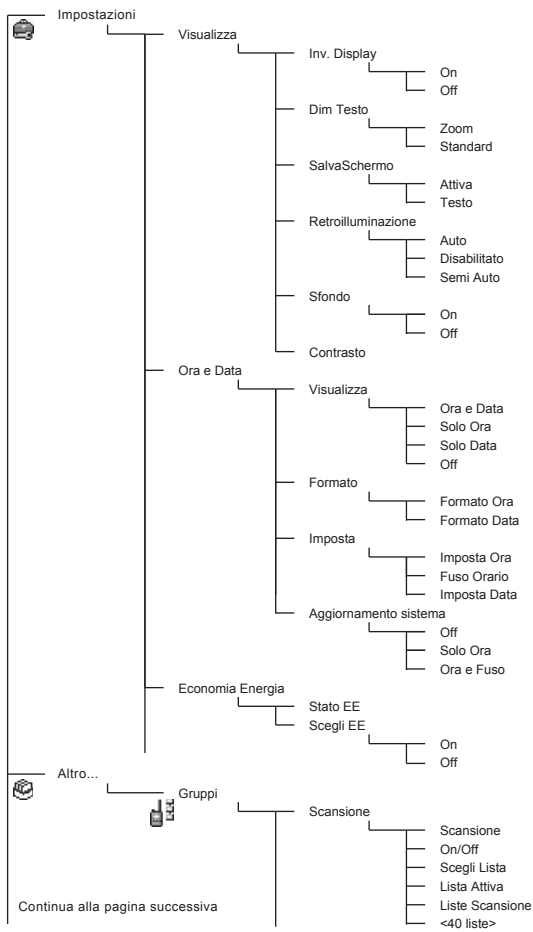 Impostazioni
Visualizza
Inv. Display
On
Off
Dim Testo
Zoom
Standard
SalvaSchermo
Attiva
Testo
Retroilluminazione
Auto
Disabilitato
Semi Auto
Sfondo
On
Off
Contrasto
Ora e Data
Visualizza
Ora e Data
Solo Ora
Solo Data
Off
Formato
Formato Ora
Formato Data
Imposta
Imposta Ora
Fuso Orario
Imposta Data
Aggiornamento sistema
Off
Solo Ora
Ora e Fuso
Economia Energia
Stato EE
Scegli EE
On
Off
Altro...
Gruppi
Scansione
Scansione
On/Off
Scegli Lista
Lista Attiva
Liste Scansione
<40 liste>
Continua alla pagina successiva